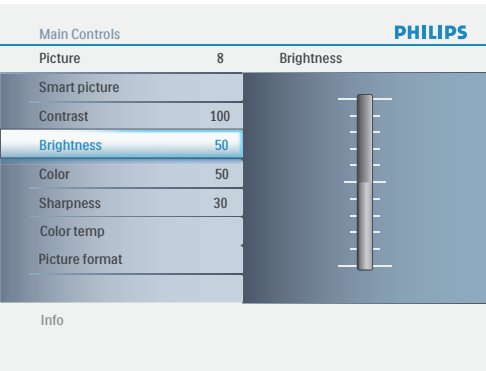 Main Controls
PHILIPS
Picture 8 Brightness
Smart picture
Contrast 100
Brightness 50
Color 50
Sharpness 30
Color temp
Picture format
Info